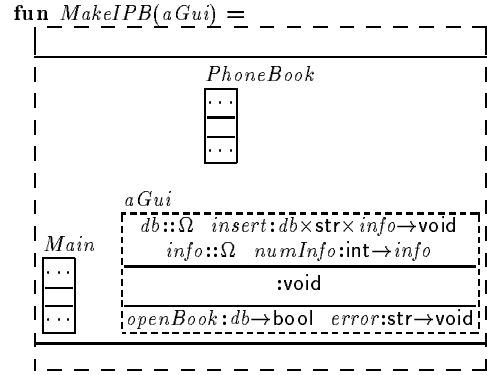 fun MakeIPB(aGui) =
PhoneBook
...
...
aGui
db::Ω insert:db×str×info→void
info::Ω numInfo:int→info
Main
...
:void
...
openBook:db→bool error:str→void